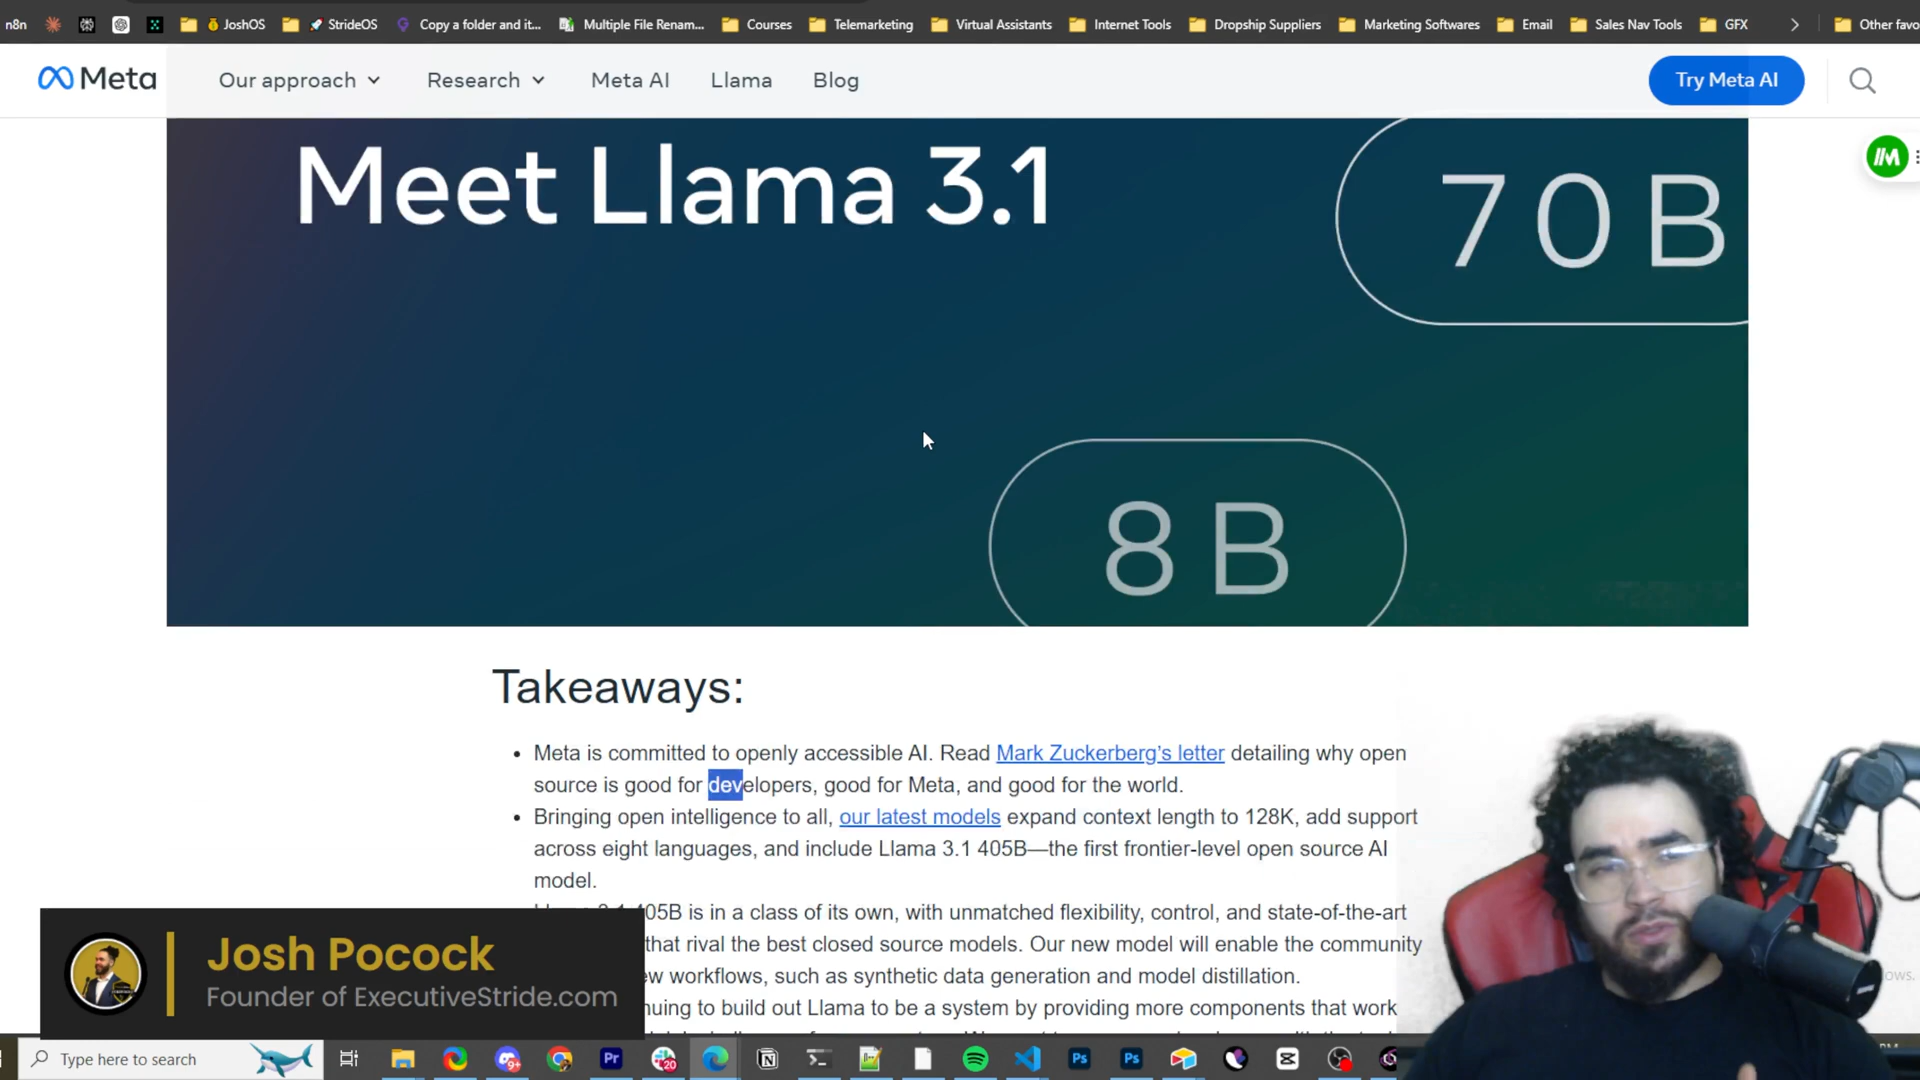 n8n JoshOS StrideOS Copy a folder and it... Multiple File Renam... Courses Telemarketing Virtual Assistants Internet Tools Dropship Suppliers Marketing Softwares Email Sales Nav Tools GFX Other favo
Meta Our approach Research Meta AI Llama Blog Try Meta AI
Meet Llama 3.1
70B
8B
Takeaways:
• Meta is committed to openly accessible AI. Read Mark Zuckerberg's letter detailing why open
source is good for developers, good for Meta, and good for the world.
• Bringing open intelligence to all, our latest models expand context length to 128K, add support
across eight languages, and include Llama 3.1 405B—the first frontier-level open source AI
model.
05B is in a class of its own, with unmatched flexibility, control, and state-of-the-art
that rival the best closed source models. Our new model will enable the community
workflows, such as synthetic data generation and model distillation.
to build out Llama to be a system by providing more components that work
Josh Pocock
Founder of ExecutiveStride.com
Type here to search